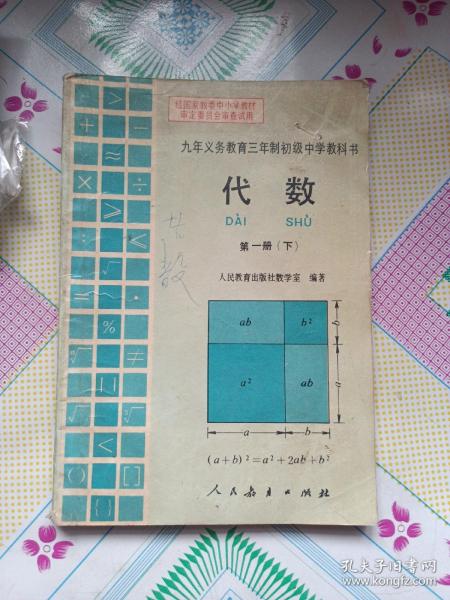 经国家教委中小学教材
审定委员会审查试用
九年义务教育三年制初级中学教科书
代数
DÀI SHÙ
第一册(下)
人民教育出版社数学室 编著
ab b²
a² ab
b
a
a b
(a+b)²=a²+2ab+b²
人民教育出版社
> + − × ÷ ⩾ ⩽ = % ≠ < ( ) [ ] { }
孔夫子旧书网
www.kongfz.com